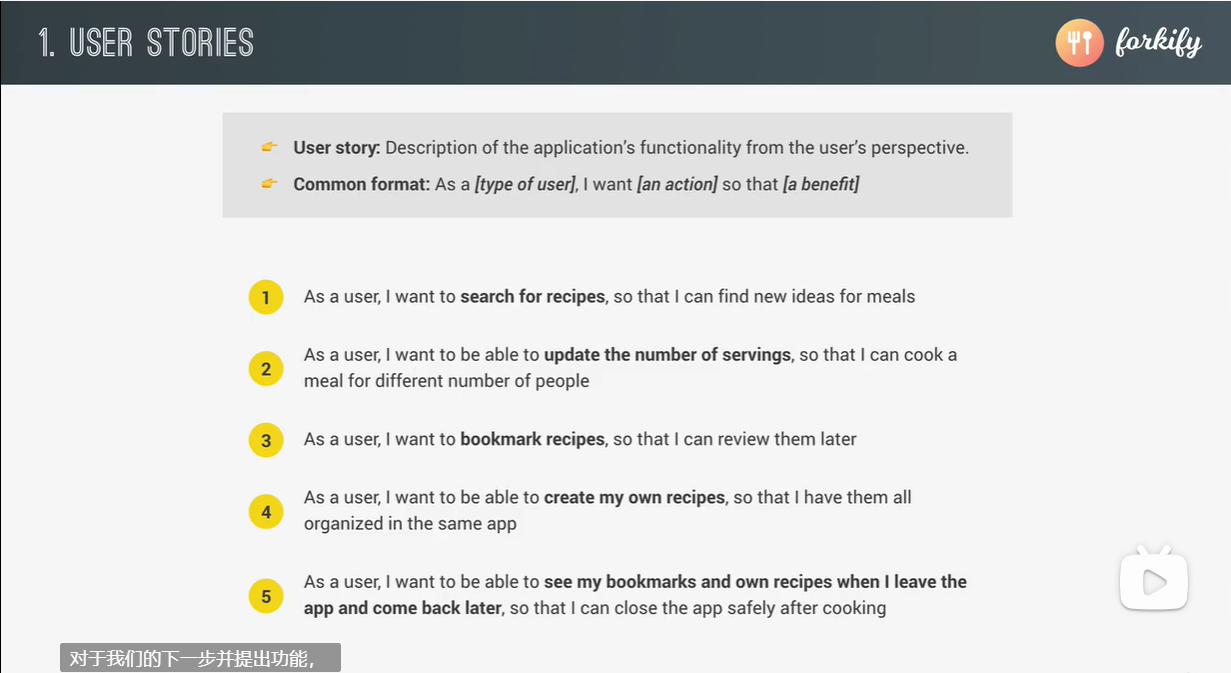 1. USER STORIES
forkify
User story: Description of the application's functionality from the user's perspective.
Common format: As a [type of user], I want [an action] so that [a benefit]
1 As a user, I want to search for recipes, so that I can find new ideas for meals
2 As a user, I want to be able to update the number of servings, so that I can cook a
meal for different number of people
3 As a user, I want to bookmark recipes, so that I can review them later
4 As a user, I want to be able to create my own recipes, so that I have them all
organized in the same app
5 As a user, I want to be able to see my bookmarks and own recipes when I leave the
app and come back later, so that I can close the app safely after cooking
对于我们的下一步并提出功能，